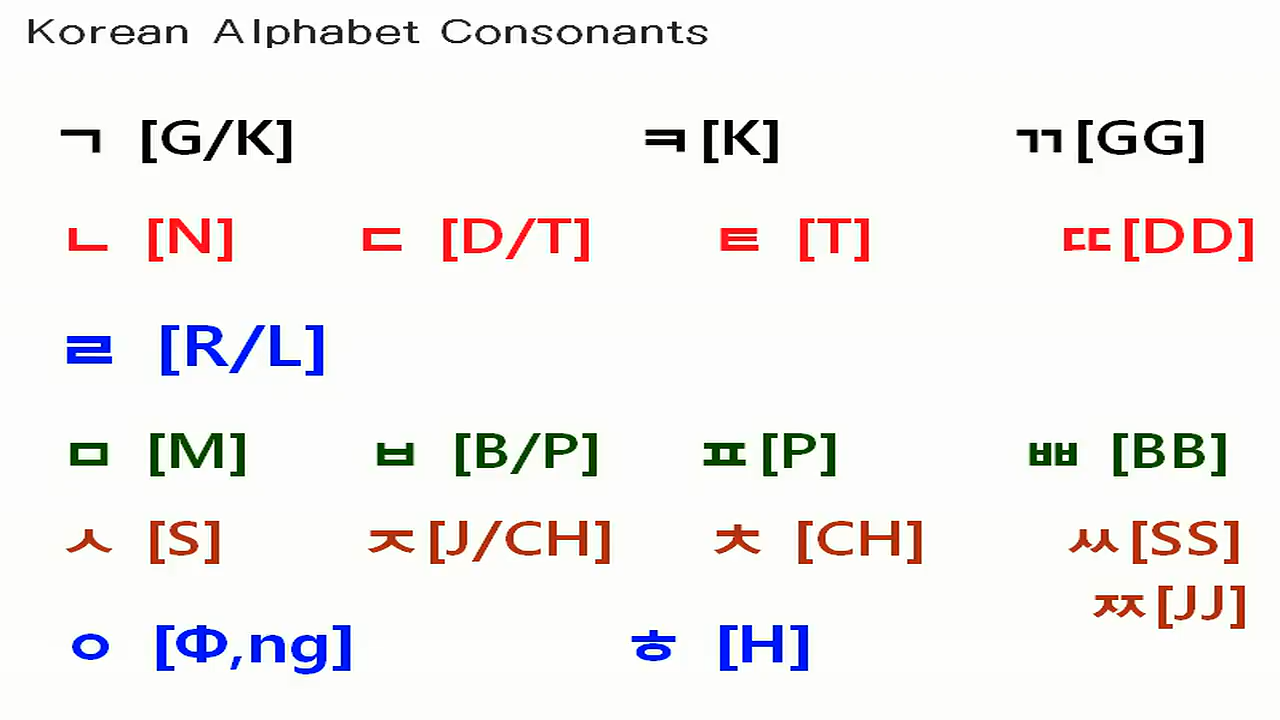 Korean Alphabet Consonants
ㄱ [G/K] ㅋ[K] ㄲ[GG]
ㄴ [N] ㄷ [D/T] ㅌ [T] ㄸ[DD]
ㄹ [R/L]
ㅁ [M] ㅂ [B/P] ㅍ[P] ㅃ [BB]
ㅅ [S] ㅈ[J/CH] ㅊ [CH] ㅆ[SS]
ㅉ[JJ]
ㅇ [Φ,ng] ㅎ [H]